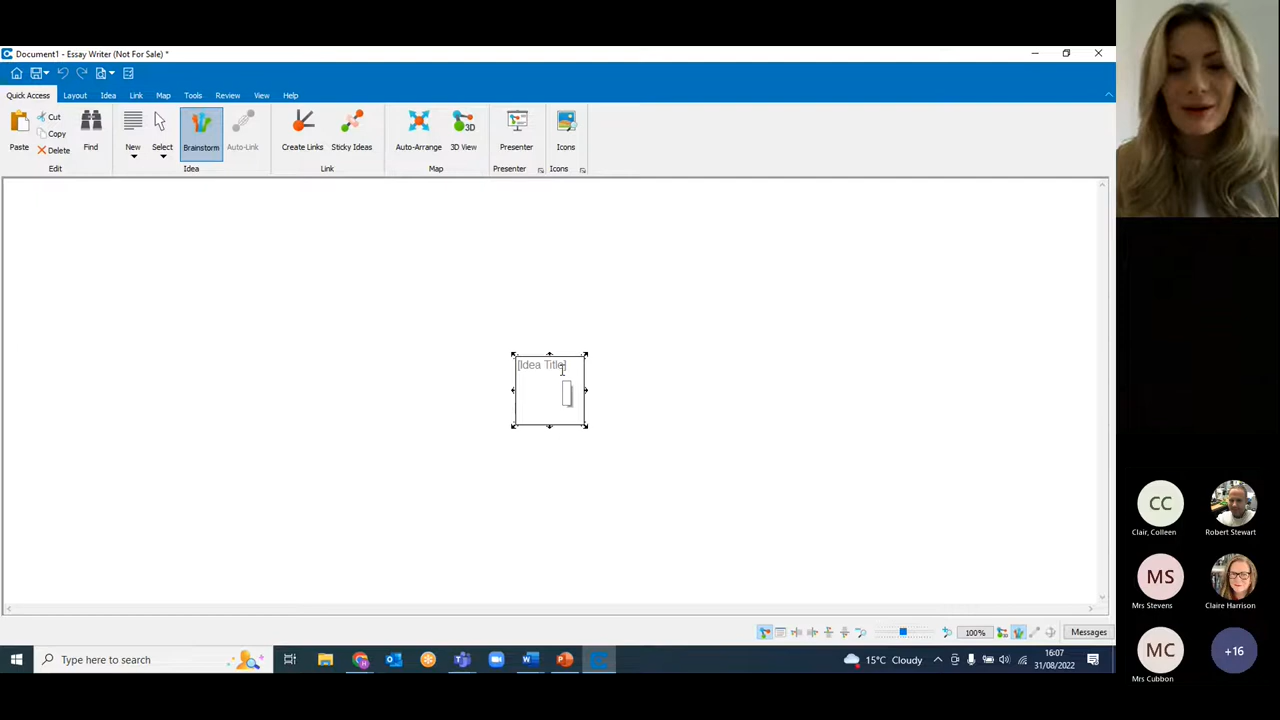 Document1 - Essay Writer (Not For Sale) *
Quick Access Layout Idea Link Map Tools Review View Help
Paste Cut Copy Delete Find New Select Brainstorm Auto-Link Create Links Sticky Ideas Auto-Arrange 3D View Presenter Icons
3D
Edit Idea Link Map Presenter Icons
[Idea Title]
CC
Clair, Colleen Robert Stewart
MS
Mrs Stevens Claire Harrison
MC +16
Mrs Cubbon
100% Messages
Type here to search
15°C Cloudy
16:07
31/08/2022